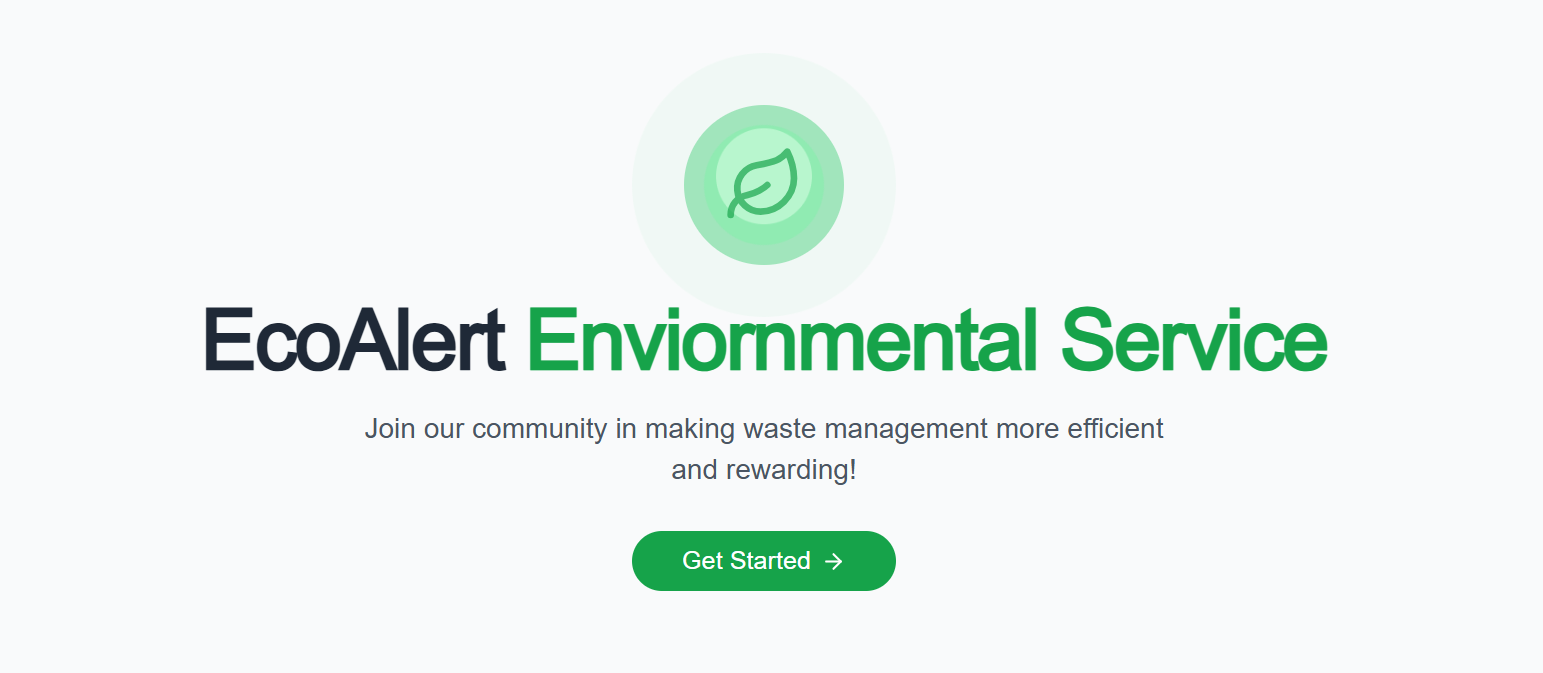 EcoAlert Enviornmental Service
Join our community in making waste management more efficient
and rewarding!
Get Started →